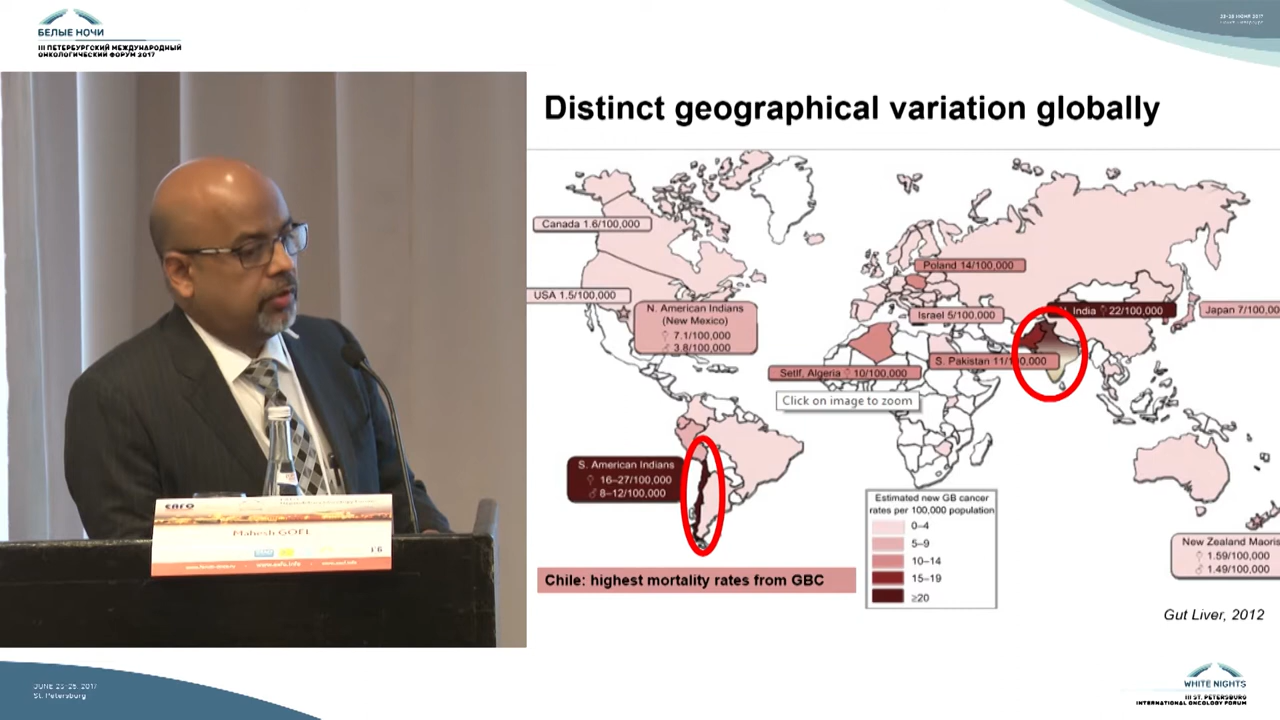 БЕЛЫЕ НОЧИ
III ПЕТЕРБУРГСКИЙ МЕЖДУНАРОДНЫЙ
ОНКОЛОГИЧЕСКИЙ ФОРУМ 2017
Distinct geographical variation globally
Canada 1.6/100,000
Poland 14/100,000
USA 1.5/100,000
N. American Indians
(New Mexico)
♀ 7.1/100,000
♂ 3.8/100,000
Israel 5/100,000
India ♀ 22/100,000
Japan 7/100,00
S. Pakistan 11/100,000
Setif, Algeria ♀ 10/100,000
Click on image to zoom
S. American Indians
♀ 16–27/100,000
♂ 8–12/100,000
Estimated new GB cancer
rates per 100,000 population
0–4
5–9
10–14
15–19
≥20
New Zealand Maoris
♀ 1.59/100,000
♂ 1.49/100,000
Chile: highest mortality rates from GBC
Gut Liver, 2012
Mahesh GOEL
JUNE 23-25, 2017
St. Petersburg
WHITE NIGHTS
III ST. PETERSBURG
INTERNATIONAL ONCOLOGY FORUM